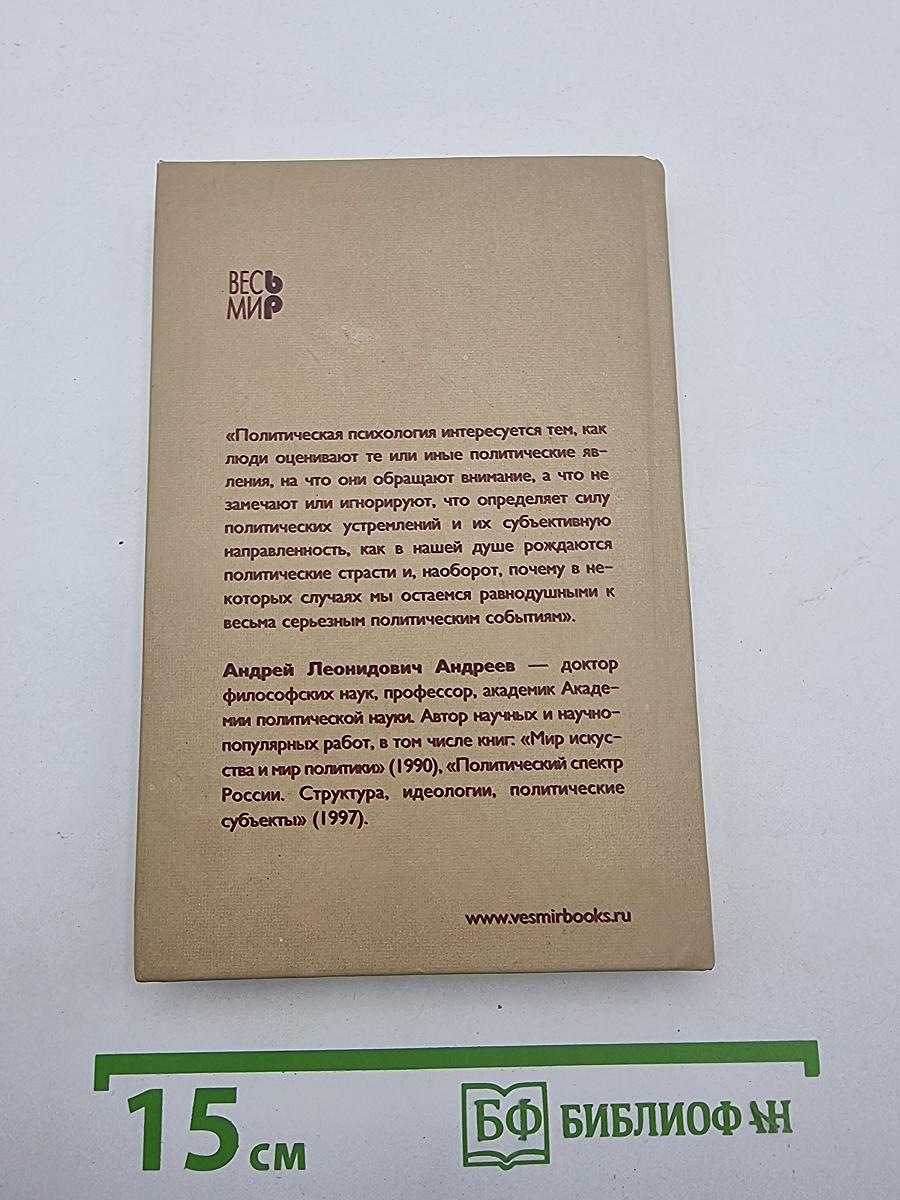 ВЕСЬ
МИР
«Политическая психология интересуется тем, как
люди оценивают те или иные политические яв-
ления, на что они обращают внимание, а что не
замечают или игнорируют, что определяет силу
политических устремлений и их субъективную
направленность, как в нашей душе рождаются
политические страсти и, наоборот, почему в не-
которых случаях мы остаемся равнодушными к
весьма серьезным политическим событиям».
Андрей Леонидович Андреев — доктор
философских наук, профессор, академик Акаде-
мии политической науки. Автор научных и научно-
популярных работ, в том числе книг: «Мир искус-
ства и мир политики» (1990), «Политический спектр
России. Структура, идеологии, политические
субъекты» (1997).
www.vesmirbooks.ru
15 см
БФ БИБЛИОФАН